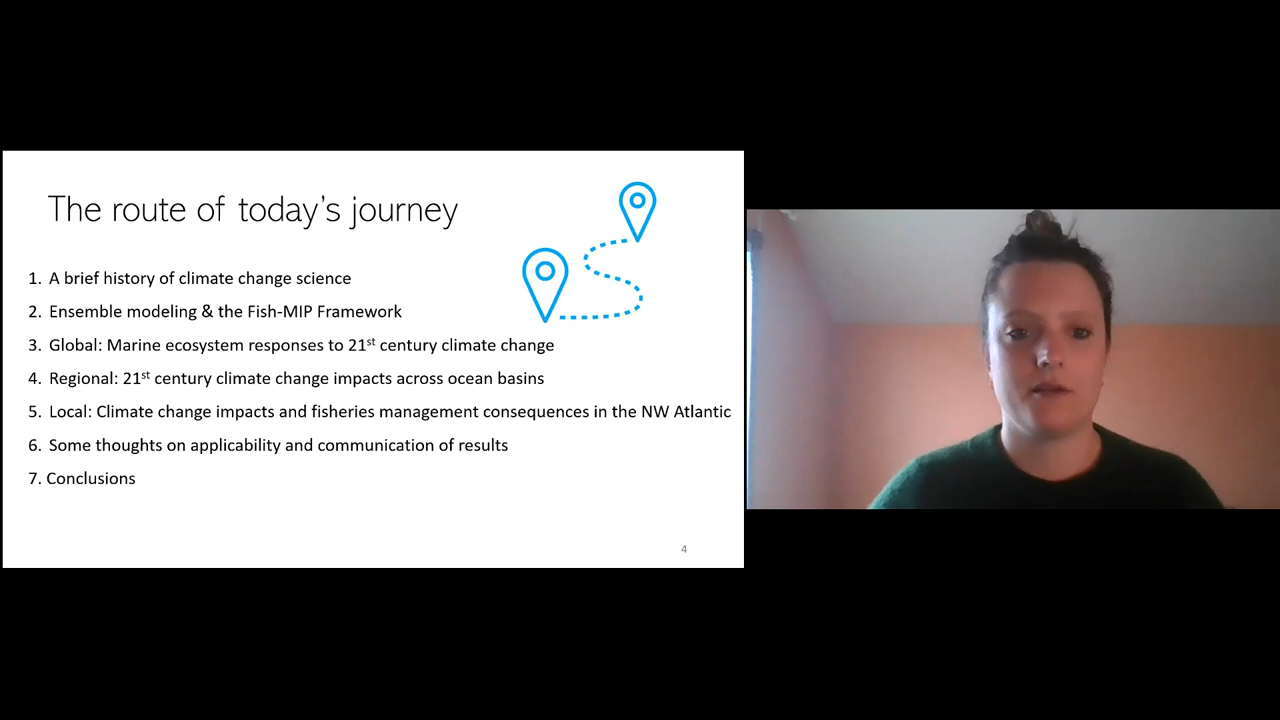 The route of today's journey
1. A brief history of climate change science
2. Ensemble modeling & the Fish-MIP Framework
3. Global: Marine ecosystem responses to 21st century climate change
4. Regional: 21st century climate change impacts across ocean basins
5. Local: Climate change impacts and fisheries management consequences in the NW Atlantic
6. Some thoughts on applicability and communication of results
7. Conclusions
4